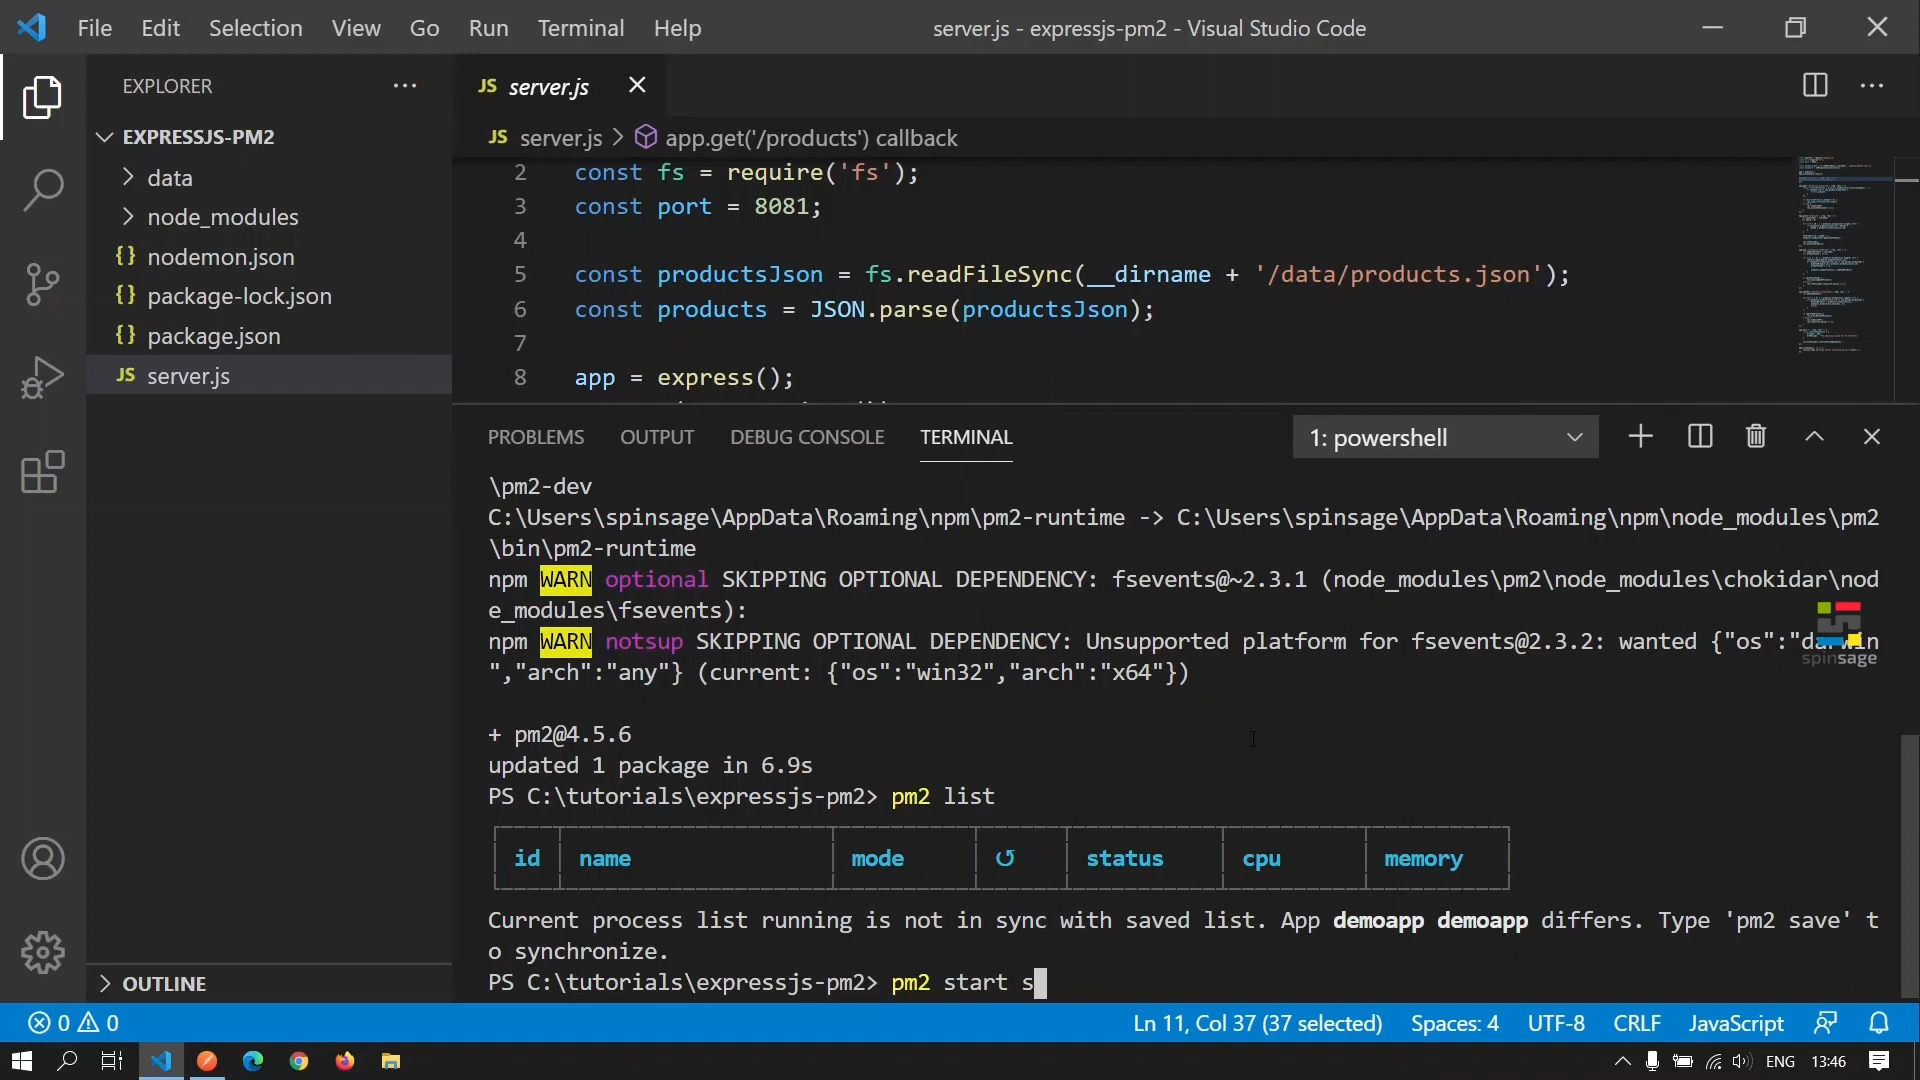 File Edit Selection View Go Run Terminal Help server.js - expressjs-pm2 - Visual Studio Code
EXPLORER
JS server.js
EXPRESSJS-PM2
JS server.js > app.get('/products') callback
data
node_modules
{} nodemon.json
{} package-lock.json
{} package.json
JS server.js
2 const fs = require('fs');
3 const port = 8081;
4
5 const productsJson = fs.readFileSync(__dirname + '/data/products.json');
6 const products = JSON.parse(productsJson);
7
8 app = express();
PROBLEMS OUTPUT DEBUG CONSOLE TERMINAL 1: powershell
\pm2-dev
C:\Users\spinsage\AppData\Roaming\npm\pm2-runtime -> C:\Users\spinsage\AppData\Roaming\npm\node_modules\pm2
\bin\pm2-runtime
npm WARN optional SKIPPING OPTIONAL DEPENDENCY: fsevents@~2.3.1 (node_modules\pm2\node_modules\chokidar\nod
e_modules\fsevents):
npm WARN notsup SKIPPING OPTIONAL DEPENDENCY: Unsupported platform for fsevents@2.3.2: wanted {"os":"darwin
","arch":"any"} (current: {"os":"win32","arch":"x64"})
spinsage
+ pm2@4.5.6
updated 1 package in 6.9s
PS C:\tutorials\expressjs-pm2> pm2 list
id name mode ↺ status cpu memory
Current process list running is not in sync with saved list. App demoapp demoapp differs. Type 'pm2 save' t
o synchronize.
PS C:\tutorials\expressjs-pm2> pm2 start s
OUTLINE
0 0 Ln 11, Col 37 (37 selected) Spaces: 4 UTF-8 CRLF JavaScript
ENG 13:46